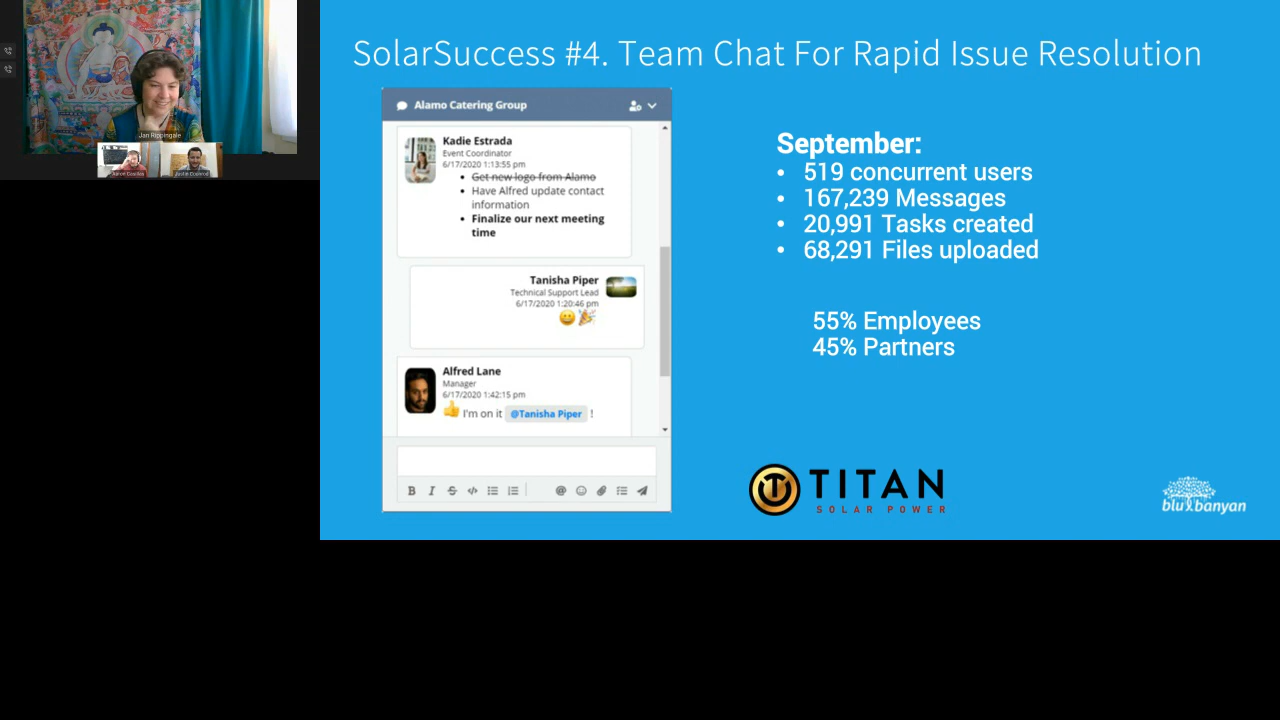 Jan Rippingale
Justin Coonrod
SolarSuccess #4. Team Chat For Rapid Issue Resolution
Alamo Catering Group
Kadie Estrada
Event Coordinator
6/17/2020 1:13:55 pm
• Get new logo from Alamo
• Have Alfred update contact
information
• Finalize our next meeting
time
Tanisha Piper
Technical Support Lead
6/17/2020 1:20:46 pm
Alfred Lane
Manager
6/17/2020 1:42:15 pm
I'm on it @Tanisha Piper !
B I S </>
@
September:
• 519 concurrent users
• 167,239 Messages
• 20,991 Tasks created
• 68,291 Files uploaded
55% Employees
45% Partners
TITAN
SOLAR POWER
blu banyan